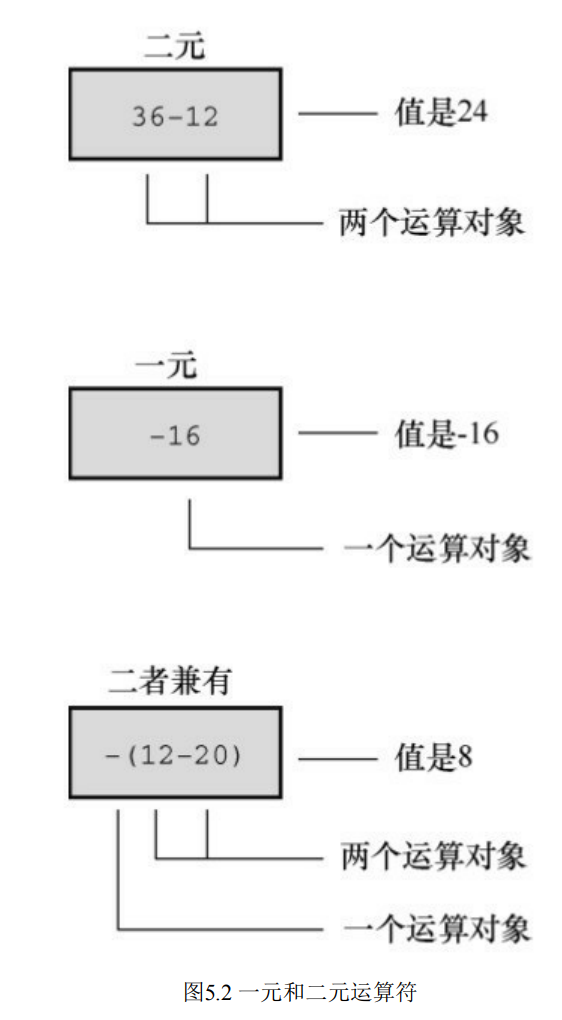 二元
36-12
值是24
两个运算对象
一元
-16
值是-16
一个运算对象
二者兼有
-(12-20)
值是8
两个运算对象
一个运算对象
图5.2 一元和二元运算符